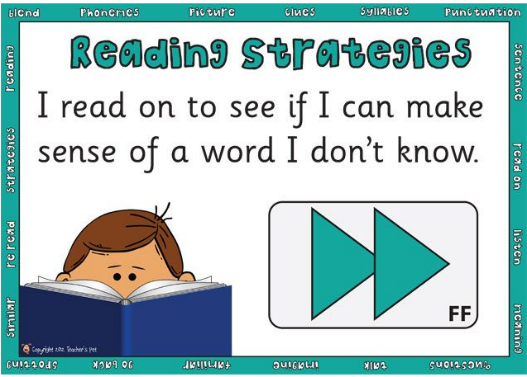 Blend Phonemes Picture Clues Syllables Punctuation
Reading Strategies
I read on to see if I can make
sense of a word I don't know.
FF
sentence
read on
listen
meaning
reading
strategies
re read
similar
Copyright 2012, Teacher's Pet
spotting go back familiar imagine talk questions